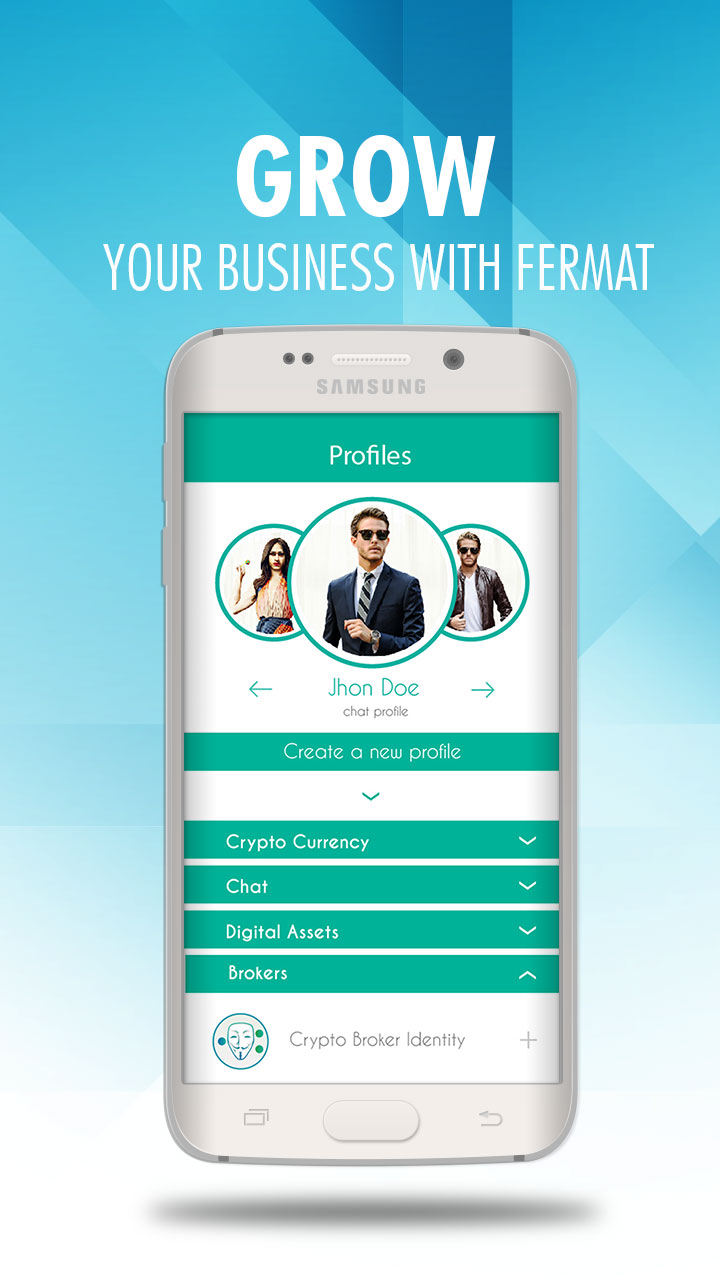 GROW
YOUR BUSINESS WITH FERMAT
SAMSUNG
Profiles
Jhon Doe
chat profile
Create a new profile
Crypto Currency
Chat
Digital Assets
Brokers
Crypto Broker Identity